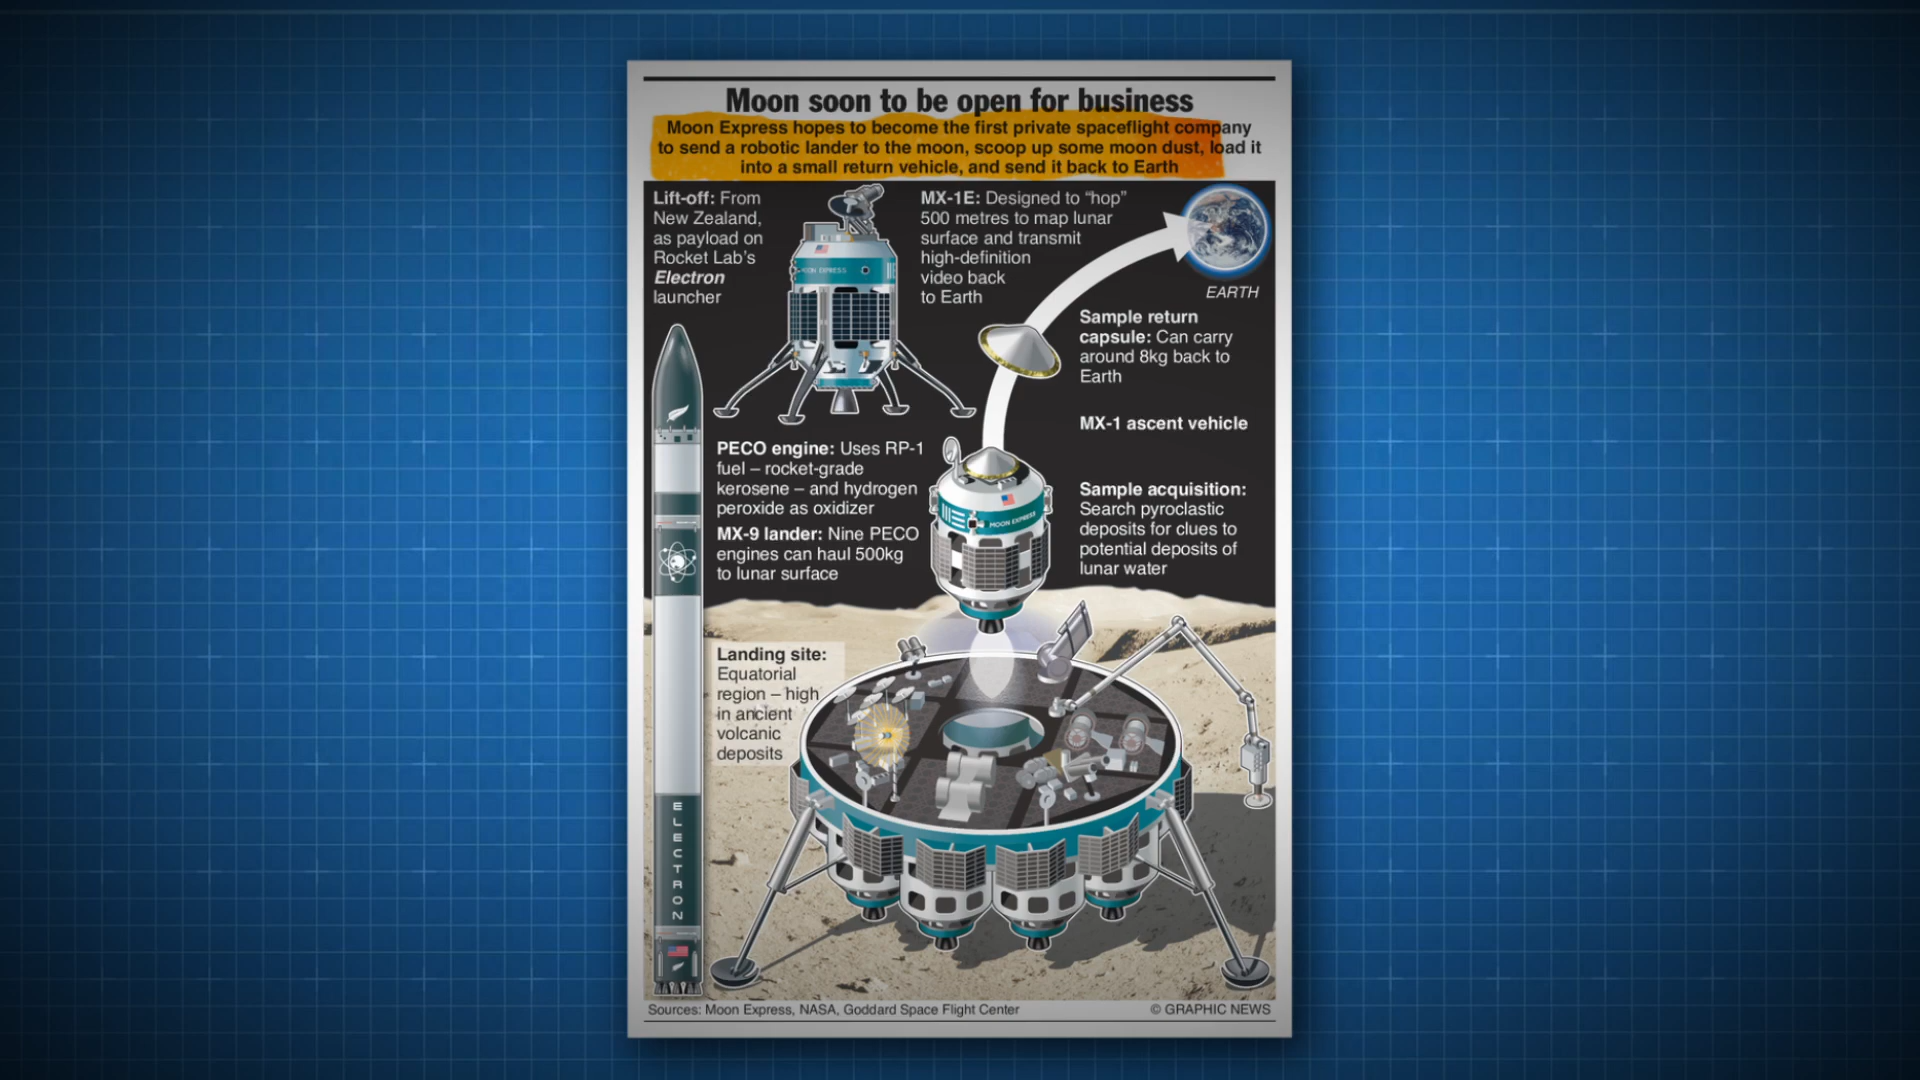 Moon soon to be open for business
Moon Express hopes to become the first private spaceflight company
to send a robotic lander to the moon, scoop up some moon dust, load it
into a small return vehicle, and send it back to Earth
Lift-off: From
New Zealand,
as payload on
Rocket Lab's
Electron
launcher
MOON EXPRESS
MX-1E: Designed to “hop”
500 metres to map lunar
surface and transmit
high-definition
video back
to Earth
EARTH
Sample return
capsule: Can carry
around 8kg back to
Earth
MX-1 ascent vehicle
PECO engine: Uses RP-1
fuel – rocket-grade
kerosene – and hydrogen
peroxide as oxidizer
MX-9 lander: Nine PECO
engines can haul 500kg
to lunar surface
MOON EXPRESS
Sample acquisition:
Search pyroclastic
deposits for clues to
potential deposits of
lunar water
Landing site:
Equatorial
region – high
in ancient
volcanic
deposits
ELECTRON
Sources: Moon Express, NASA, Goddard Space Flight Center
© GRAPHIC NEWS